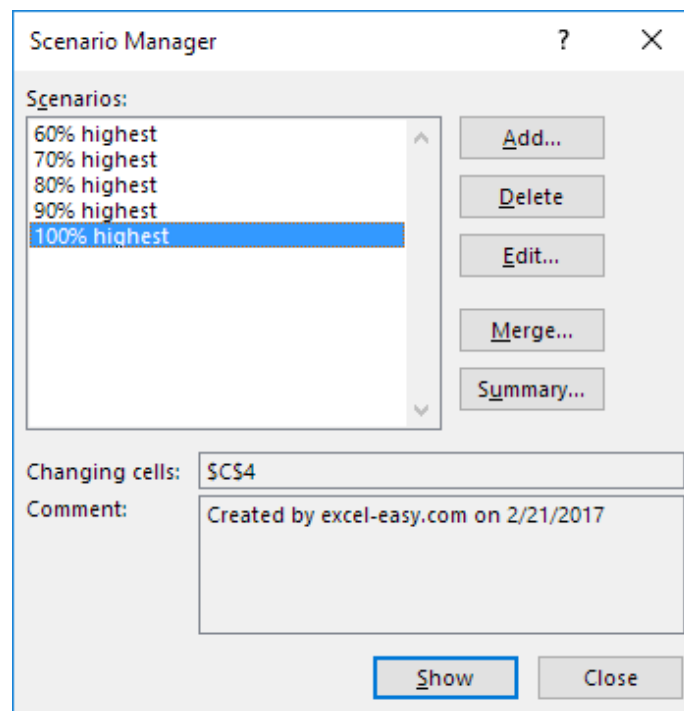 Scenario Manager
?
Scenarios:
60% highest
70% highest
80% highest
90% highest
100% highest
Add...
Delete
Edit...
Merge...
Summary...
Changing cells: $C$4
Comment: Created by excel-easy.com on 2/21/2017
Show Close